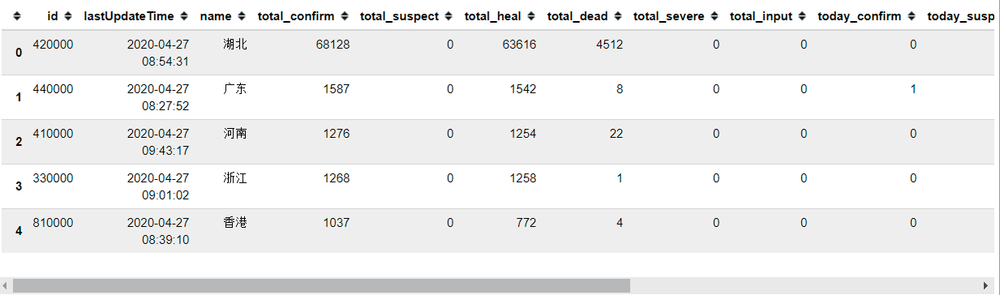 id lastUpdateTime name total_confirm total_suspect total_heal total_dead total_severe total_input today_confirm today_susp
0 420000 2020-04-27 湖北 68128 0 63616 4512 0 0 0
08:54:31
1 440000 2020-04-27 广东 1587 0 1542 8 0 0 1
08:27:52
2 410000 2020-04-27 河南 1276 0 1254 22 0 0 0
09:43:17
3 330000 2020-04-27 浙江 1268 0 1258 1 0 0 0
09:01:02
4 810000 2020-04-27 香港 1037 0 772 4 0 0 0
08:39:10